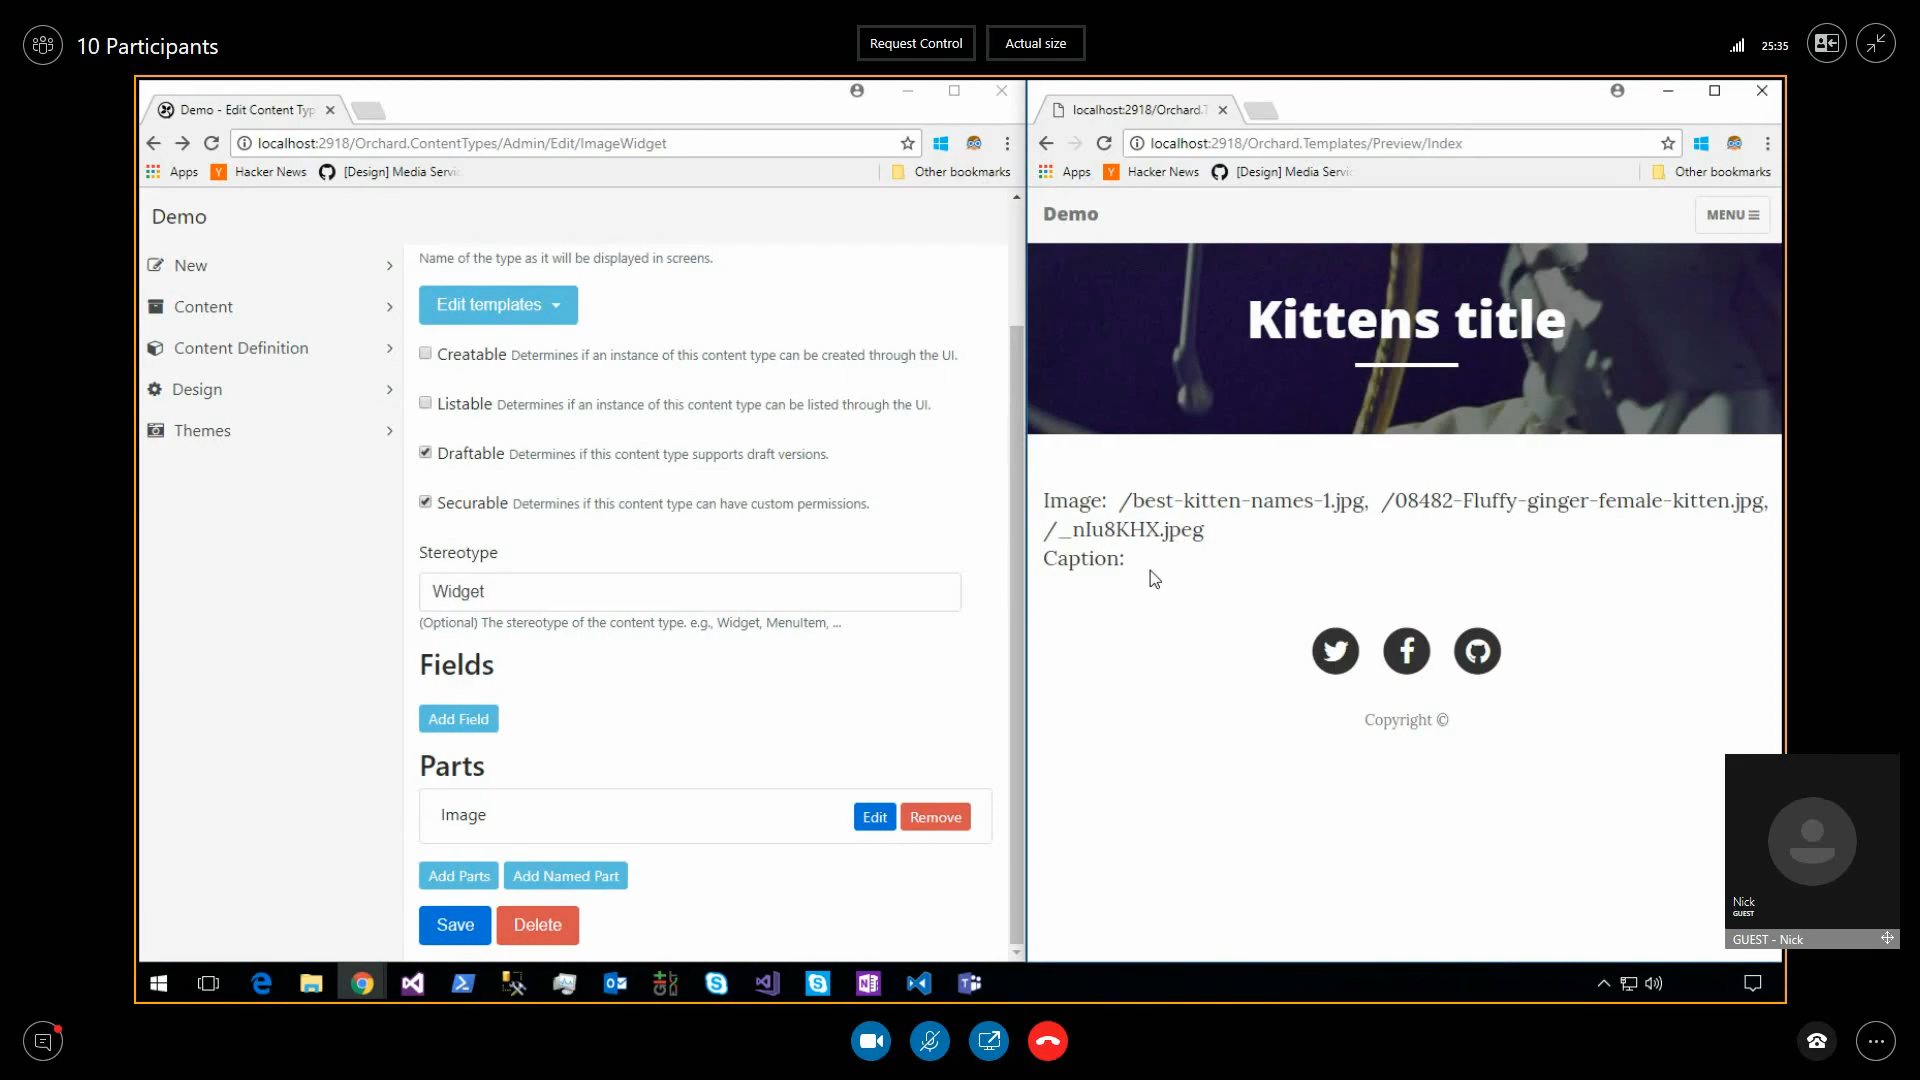 10 Participants
Request Control
Actual size
25:35
Demo - Edit Content Typ
localhost:2918/Orchard.ContentTypes/Admin/Edit/ImageWidget
Apps
Hacker News
[Design] Media Servic
Other bookmarks
Demo
New
Content
Content Definition
Design
Themes
Name of the type as it will be displayed in screens.
Edit templates
Creatable Determines if an instance of this content type can be created through the UI.
Listable Determines if an instance of this content type can be listed through the UI.
Draftable Determines if this content type supports draft versions.
Securable Determines if this content type can have custom permissions.
Stereotype
Widget
(Optional) The stereotype of the content type. e.g., Widget, MenuItem, ...
Fields
Add Field
Parts
Image
Edit
Remove
Add Parts
Add Named Part
Save
Delete
localhost:2918/Orchard.T
localhost:2918/Orchard.Templates/Preview/Index
Apps
Hacker News
[Design] Media Servic
Other bookmarks
Demo
MENU
Kittens title
Image: /best-kitten-names-1.jpg, /08482-Fluffy-ginger-female-kitten.jpg,
/_nIu8KHX.jpeg
Caption:
Copyright ©
Nick
GUEST
GUEST - Nick